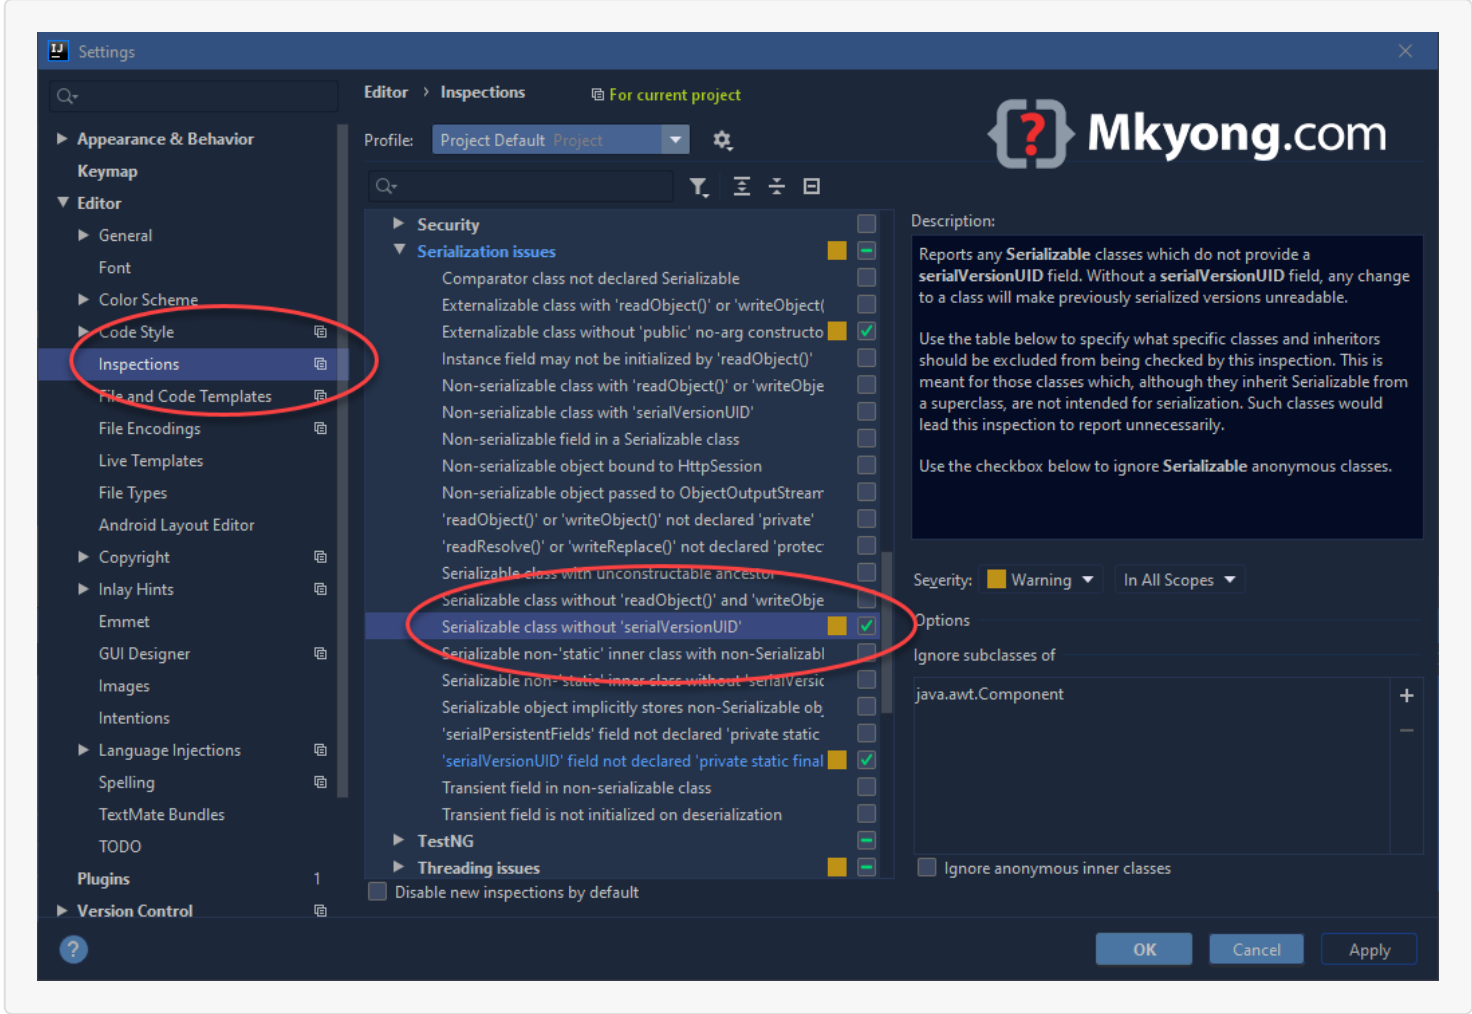 IJ Settings
Editor › Inspections For current project
Profile: Project Default Project
{?} Mkyong.com
Appearance & Behavior
Keymap
Editor
General
Font
Color Scheme
Code Style
Inspections
File and Code Templates
File Encodings
Live Templates
File Types
Android Layout Editor
Copyright
Inlay Hints
Emmet
GUI Designer
Images
Intentions
Language Injections
Spelling
TextMate Bundles
TODO
Plugins 1
Version Control
Security
Serialization issues
Comparator class not declared Serializable
Externalizable class with 'readObject()' or 'writeObject(
Externalizable class without 'public' no-arg constructo
Instance field may not be initialized by 'readObject()'
Non-serializable class with 'readObject()' or 'writeObje
Non-serializable class with 'serialVersionUID'
Non-serializable field in a Serializable class
Non-serializable object bound to HttpSession
Non-serializable object passed to ObjectOutputStream
'readObject()' or 'writeObject()' not declared 'private'
'readResolve()' or 'writeReplace()' not declared 'protec
Serializable class with unconstructable ancestor
Serializable class without 'readObject()' and 'writeObje
Serializable class without 'serialVersionUID'
Serializable non-'static' inner class with non-Serializabl
Serializable non-'static' inner class without 'serialVersic
Serializable object implicitly stores non-Serializable obj
'serialPersistentFields' field not declared 'private static
'serialVersionUID' field not declared 'private static final
Transient field in non-serializable class
Transient field is not initialized on deserialization
TestNG
Threading issues
Disable new inspections by default
Description:
Reports any Serializable classes which do not provide a
serialVersionUID field. Without a serialVersionUID field, any change
to a class will make previously serialized versions unreadable.
Use the table below to specify what specific classes and inheritors
should be excluded from being checked by this inspection. This is
meant for those classes which, although they inherit Serializable from
a superclass, are not intended for serialization. Such classes would
lead this inspection to report unnecessarily.
Use the checkbox below to ignore Serializable anonymous classes.
Severity: Warning In All Scopes
Options
Ignore subclasses of
java.awt.Component
Ignore anonymous inner classes
? OK Cancel Apply